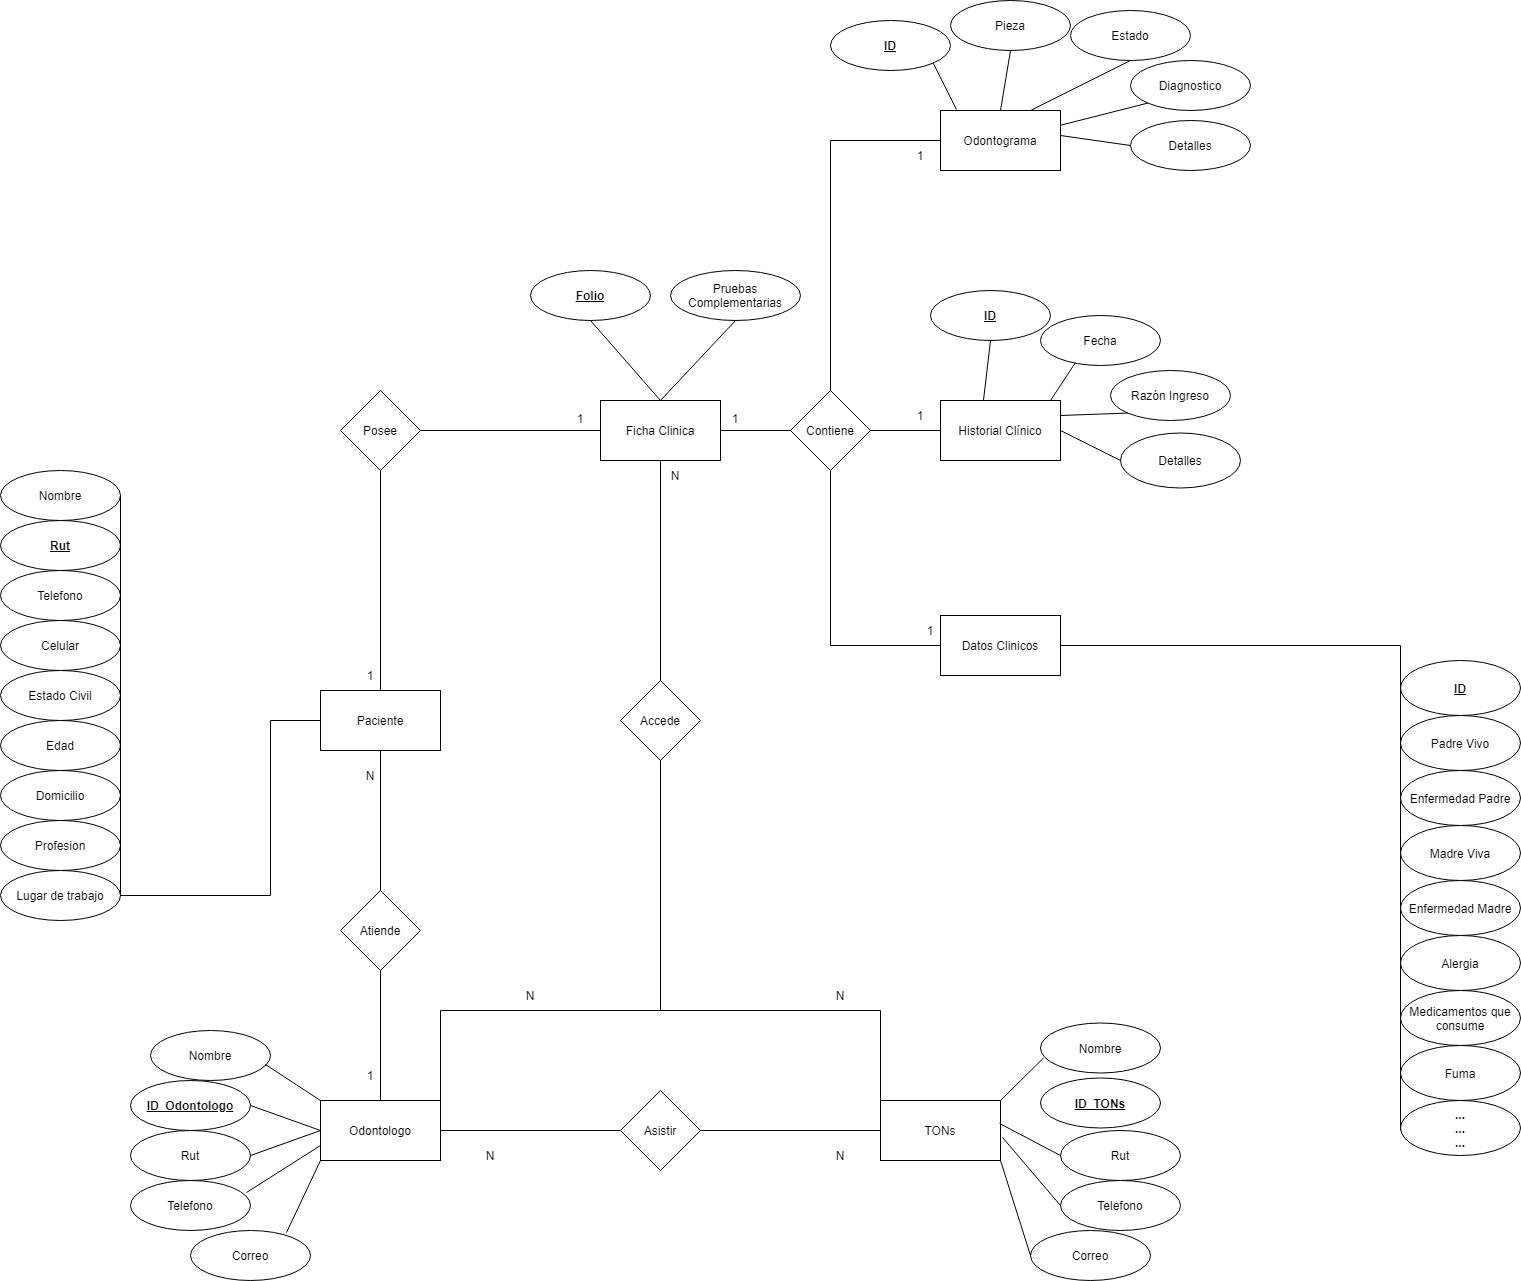 Pieza
Estado
ID
Diagnostico
Odontograma
Detalles
1
Folio
Pruebas
Complementarias
ID
Fecha
Razón Ingreso
Posee
1
Ficha Clinica
1
Contiene
1
Historial Clínico
Detalles
N
Nombre
Rut
Telefono
Celular
Estado Civil
Edad
Domicilio
Profesion
Lugar de trabajo
1
Paciente
N
Accede
1
Datos Clinicos
ID
Padre Vivo
Enfermedad Padre
Madre Viva
Enfermedad Madre
Alergia
Medicamentos que
consume
Fuma
...
...
...
Atiende
N
N
1
Nombre
ID_Odontologo
Rut
Telefono
Correo
Odontologo
N
Asistir
N
TONs
Nombre
ID_TONs
Rut
Telefono
Correo